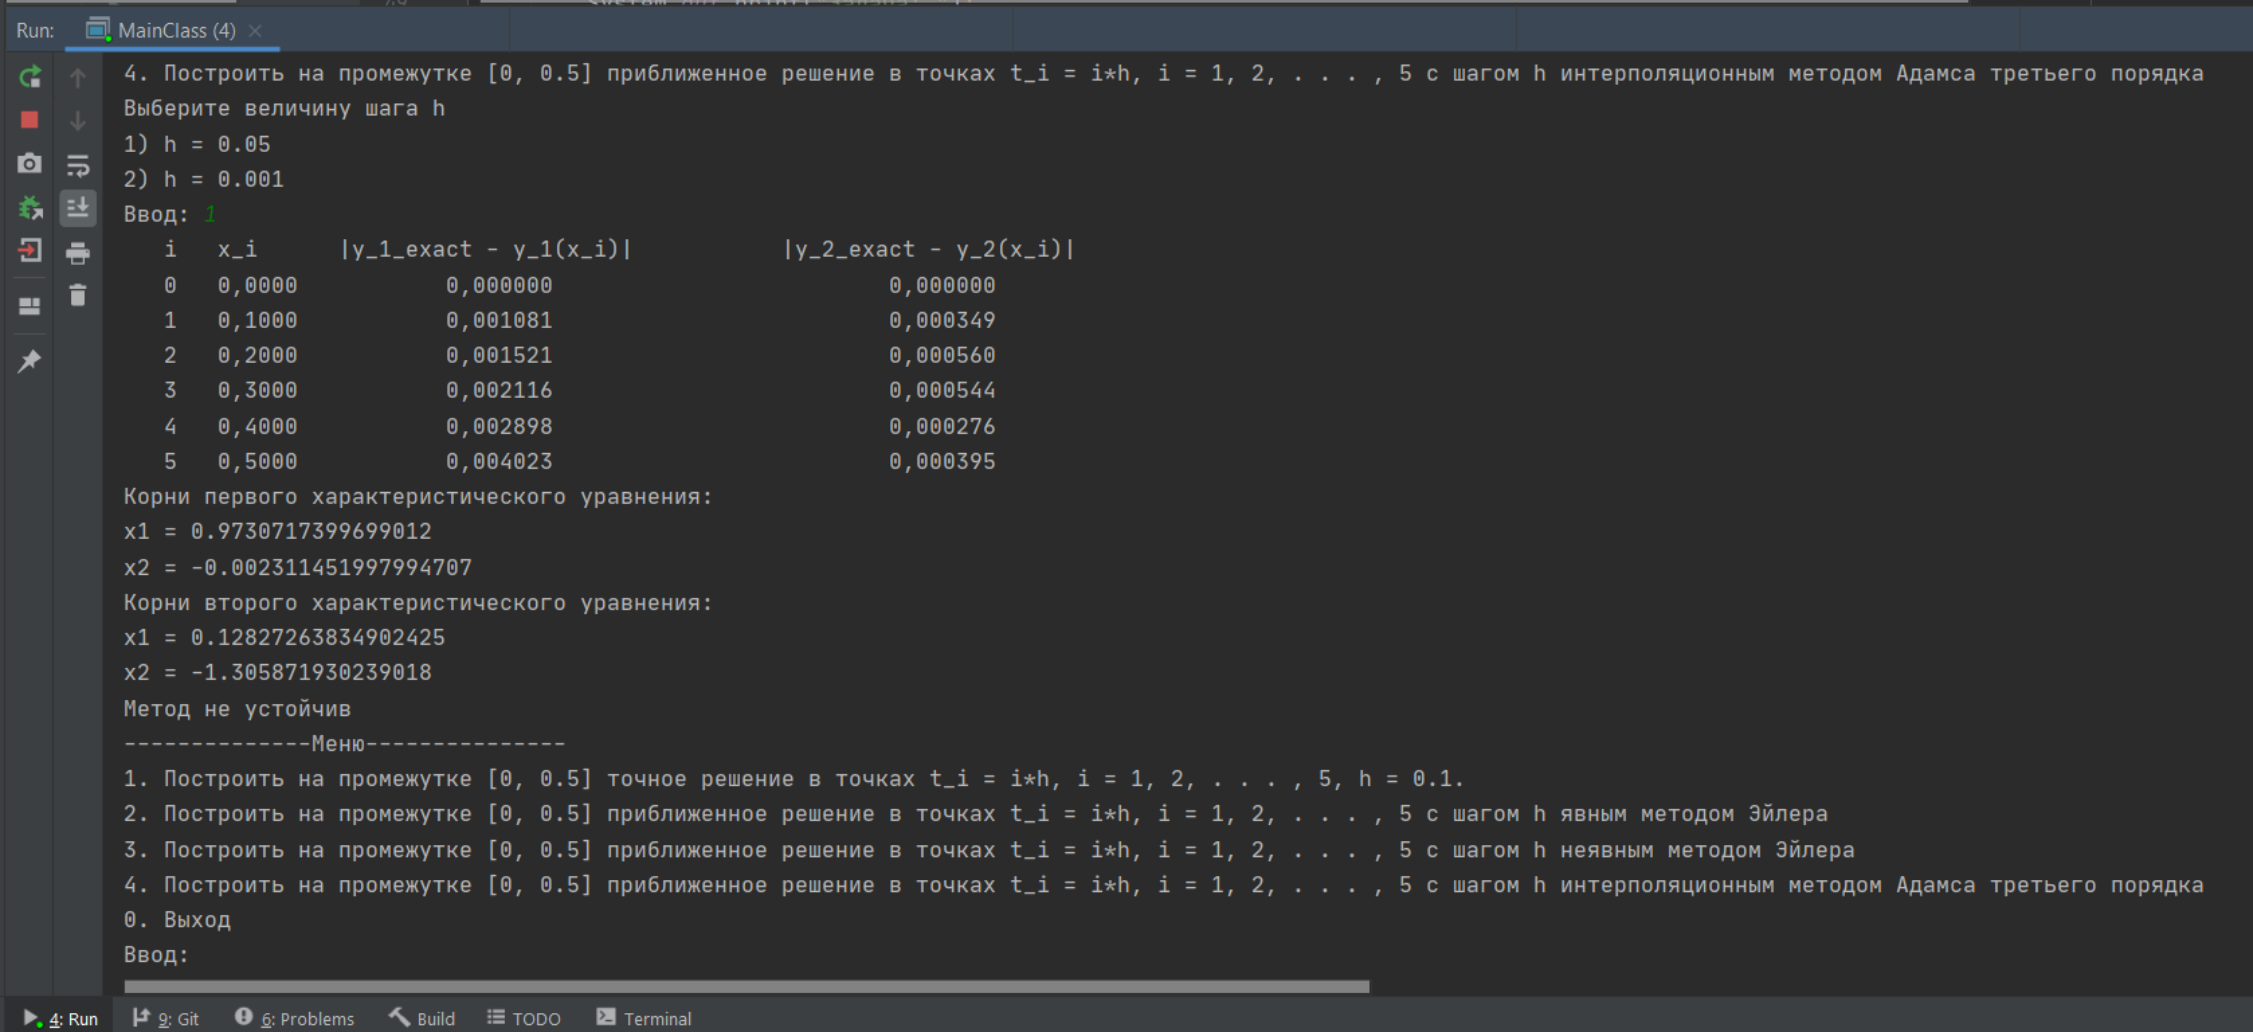 Run: MainClass (4)
4. Построить на промежутке [0, 0.5] приближенное решение в точках t_i = i*h, i = 1, 2, . . . , 5 с шагом h интерполяционным методом Адамса третьего порядка
Выберите величину шага h
1) h = 0.05
2) h = 0.001
Ввод: 1
i x_i |y_1_exact - y_1(x_i)| |y_2_exact - y_2(x_i)|
0 0,0000 0,000000 0,000000
1 0,1000 0,001081 0,000349
2 0,2000 0,001521 0,000560
3 0,3000 0,002116 0,000544
4 0,4000 0,002898 0,000276
5 0,5000 0,004023 0,000395
Корни первого характеристического уравнения:
x1 = 0.9730717399699012
x2 = -0.002311451997994707
Корни второго характеристического уравнения:
x1 = 0.12827263834902425
x2 = -1.305871930239018
Метод не устойчив
--------------Меню---------------
1. Построить на промежутке [0, 0.5] точное решение в точках t_i = i*h, i = 1, 2, . . . , 5, h = 0.1.
2. Построить на промежутке [0, 0.5] приближенное решение в точках t_i = i*h, i = 1, 2, . . . , 5 с шагом h явным методом Эйлера
3. Построить на промежутке [0, 0.5] приближенное решение в точках t_i = i*h, i = 1, 2, . . . , 5 с шагом h неявным методом Эйлера
4. Построить на промежутке [0, 0.5] приближенное решение в точках t_i = i*h, i = 1, 2, . . . , 5 с шагом h интерполяционным методом Адамса третьего порядка
0. Выход
Ввод:
4: Run 9: Git 6: Problems Build TODO Terminal